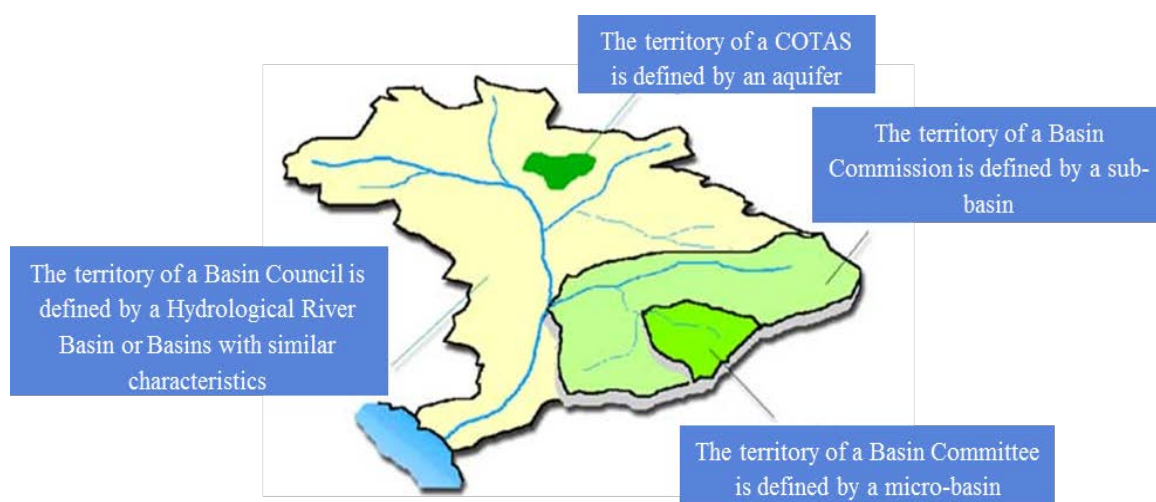 The territory of a COTAS
is defined by an aquifer
The territory of a Basin
Commission is defined by a sub-
basin
The territory of a Basin Council is
defined by a Hydrological River
Basin or Basins with similar
characteristics
The territory of a Basin Committee
is defined by a micro-basin